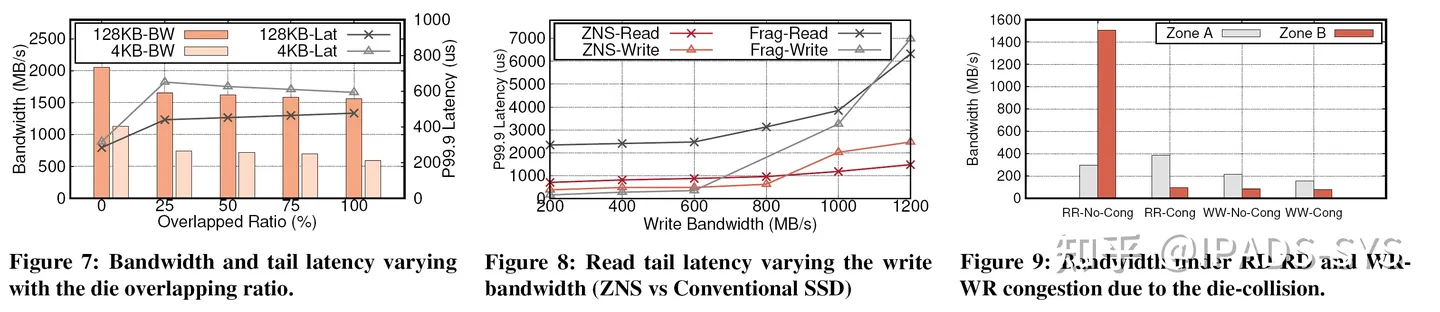 128KB-BW 128KB-Lat
4KB-BW 4KB-Lat
Bandwidth (MB/s)
2500
2000
1500
1000
500
0
1000
800
600
400
200
0
P99.9 Latency (us)
0 25 50 75 100
Overlapped Ratio (%)
Figure 7: Bandwidth and tail latency varying
with the die overlapping ratio.
ZNS-Read Frag-Read
ZNS-Write Frag-Write
P99.9 Latency (us)
7000
6000
5000
4000
3000
2000
1000
0
200 400 600 800 1000 1200
Write Bandwidth (MB/s)
Figure 8: Read tail latency varying the write
bandwidth (ZNS vs Conventional SSD)
Zone A Zone B
Bandwidth (MB/s)
1600
1400
1200
1000
800
600
400
200
0
RR-No-Cong RR-Cong WW-No-Cong WW-Cong
Figure 9: Bandwidth under RD-RD and WR-
WR congestion due to the die-collision.
知乎 @IPADS-SYS